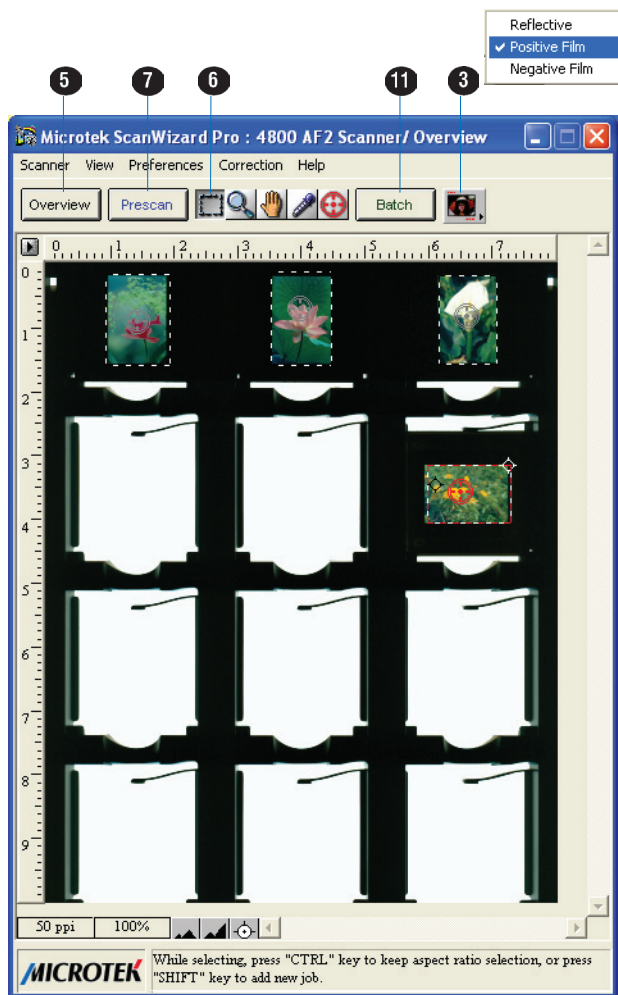 Reflective
✓ Positive Film
Negative Film
5 7 6 11 3
Microtek ScanWizard Pro : 4800 AF2 Scanner/ Overview
Scanner View Preferences Correction Help
Overview Prescan Batch
0 1 2 3 4 5 6 7
0
1
2
3
4
5
6
7
8
9
50 ppi 100%
MICROTEK
While selecting, press "CTRL" key to keep aspect ratio selection, or press
"SHIFT" key to add new job.